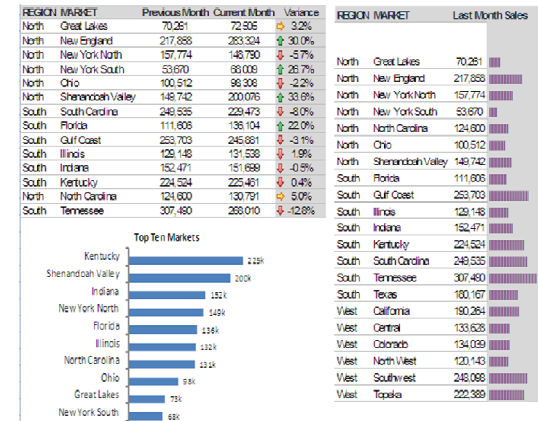 REGION MARKET Previous Month Current Month Variance
North Great Lakes 70,261 72,505 3.2%
North New England 217,858 283,324 30.0%
North New York North 157,774 148,790 -5.7%
North New York South 53,670 68,009 26.7%
North Ohio 100,512 98,308 -2.2%
North Shenandoah Valley 149,742 200,076 33.6%
South South Carolina 249,535 229,473 -8.0%
South Florida 111,606 136,104 22.0%
South Gulf Coast 253,703 245,881 -3.1%
South Illinois 129,148 131,538 1.9%
South Indiana 152,471 151,699 -0.5%
South Kentucky 224,524 225,461 0.4%
North North Carolina 124,600 130,791 5.0%
South Tennessee 307,490 268,010 -12.8%
Top Ten Markets
Kentucky 225k
Shenandoah Valley 200k
Indiana 152k
New York North 149k
Florida 136k
Illinois 132k
North Carolina 131k
Ohio 98k
Great Lakes 73k
New York South 68k
REGION MARKET Last Month Sales
North Great Lakes 70,261
North New England 217,858
North New York North 157,774
North New York South 53,670
North North Carolina 124,600
North Ohio 100,512
North Shenandoah Valley 149,742
South Florida 111,606
South Gulf Coast 253,703
South Illinois 129,148
South Indiana 152,471
South Kentucky 224,524
South South Carolina 249,535
South Tennessee 307,490
South Texas 180,167
West California 190,264
West Central 133,628
West Colorado 134,039
West North West 120,143
West Southwest 248,098
West Topeka 222,389